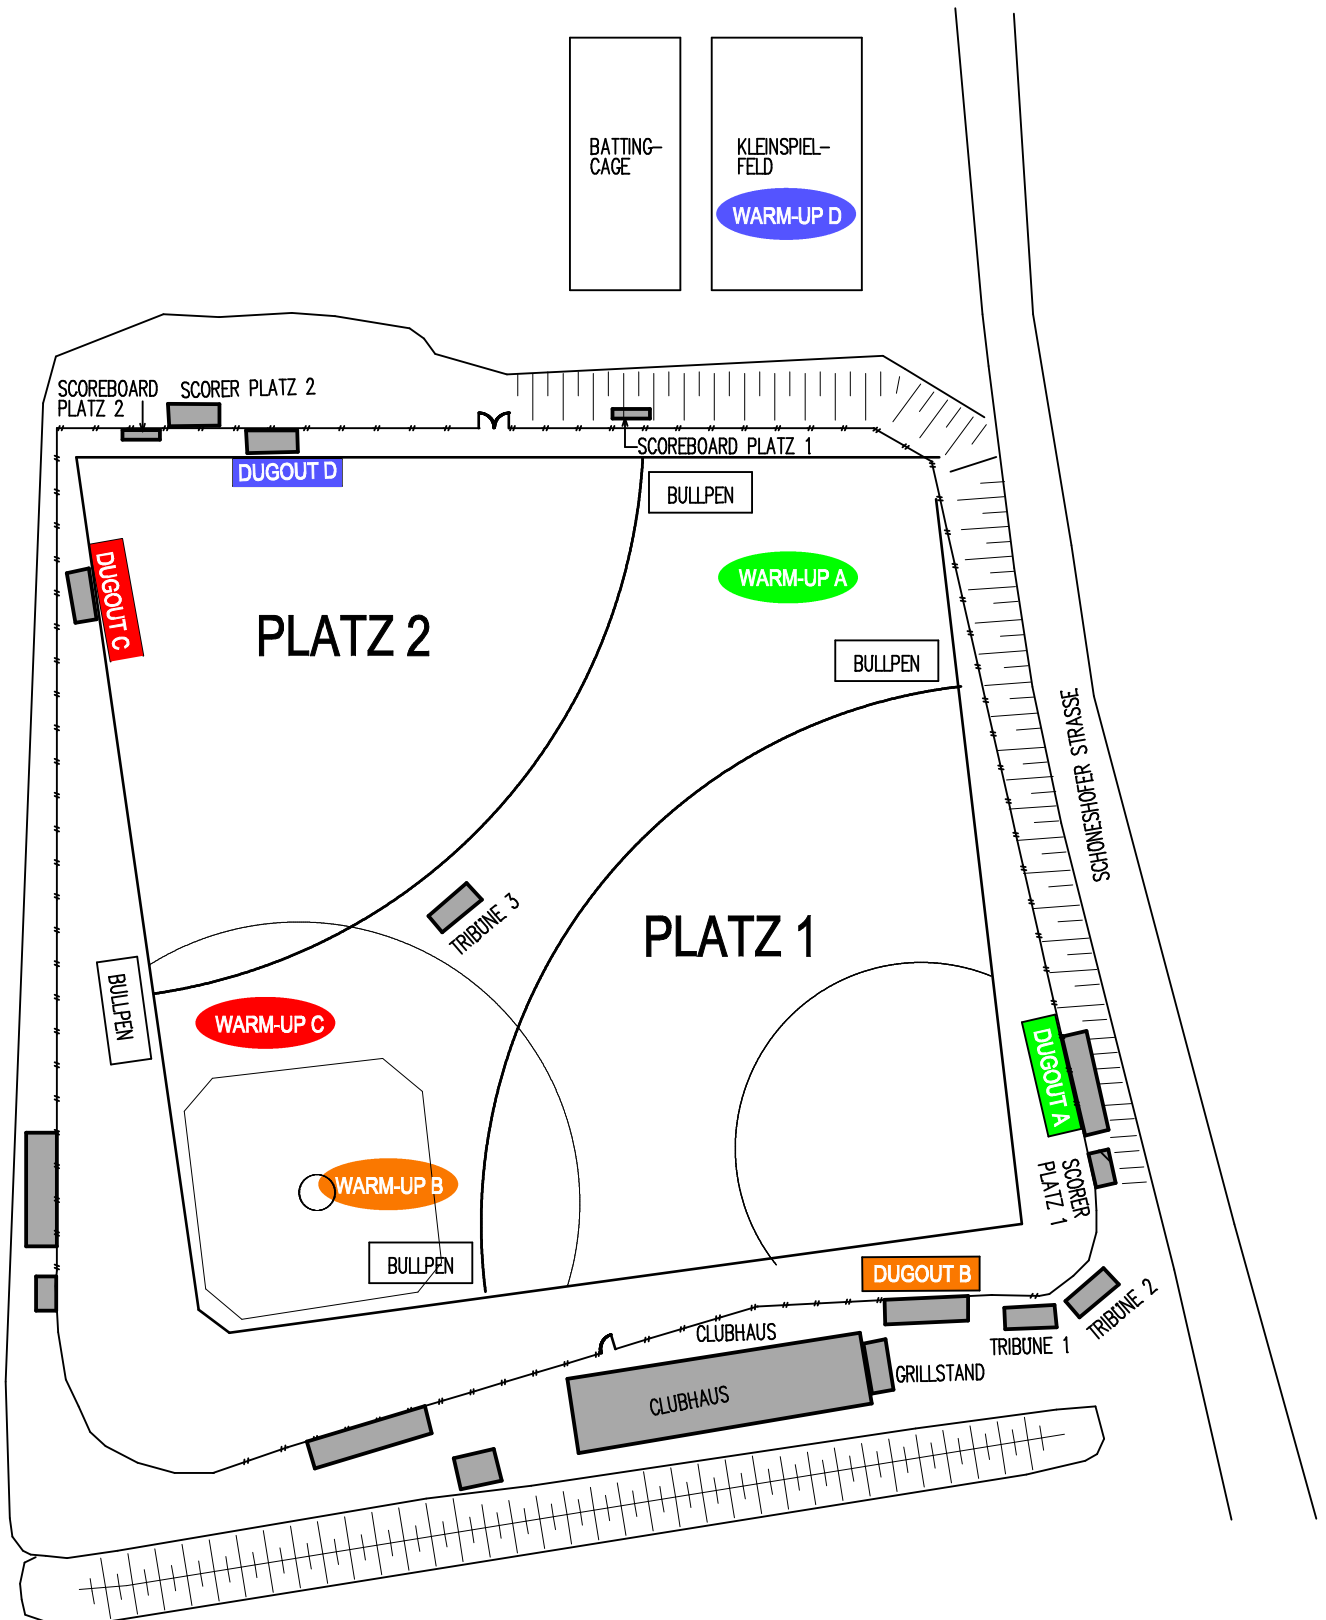 BATTING-
CAGE
KLEINSPIEL-
FELD
WARM-UP D
SCOREBOARD
PLATZ 2
SCORER PLATZ 2
SCOREBOARD PLATZ 1
DUGOUT D
BULLPEN
DUGOUT C
WARM-UP A
PLATZ 2
BULLPEN
SCHÖNESHOFER STRASSE
TRIBÜNE 3
PLATZ 1
BULLPEN
WARM-UP C
DUGOUT A
WARM-UP B
SCORER
PLATZ 1
BULLPEN
DUGOUT B
TRIBÜNE 2
CLUBHAUS
TRIBÜNE 1
GRILLSTAND
CLUBHAUS